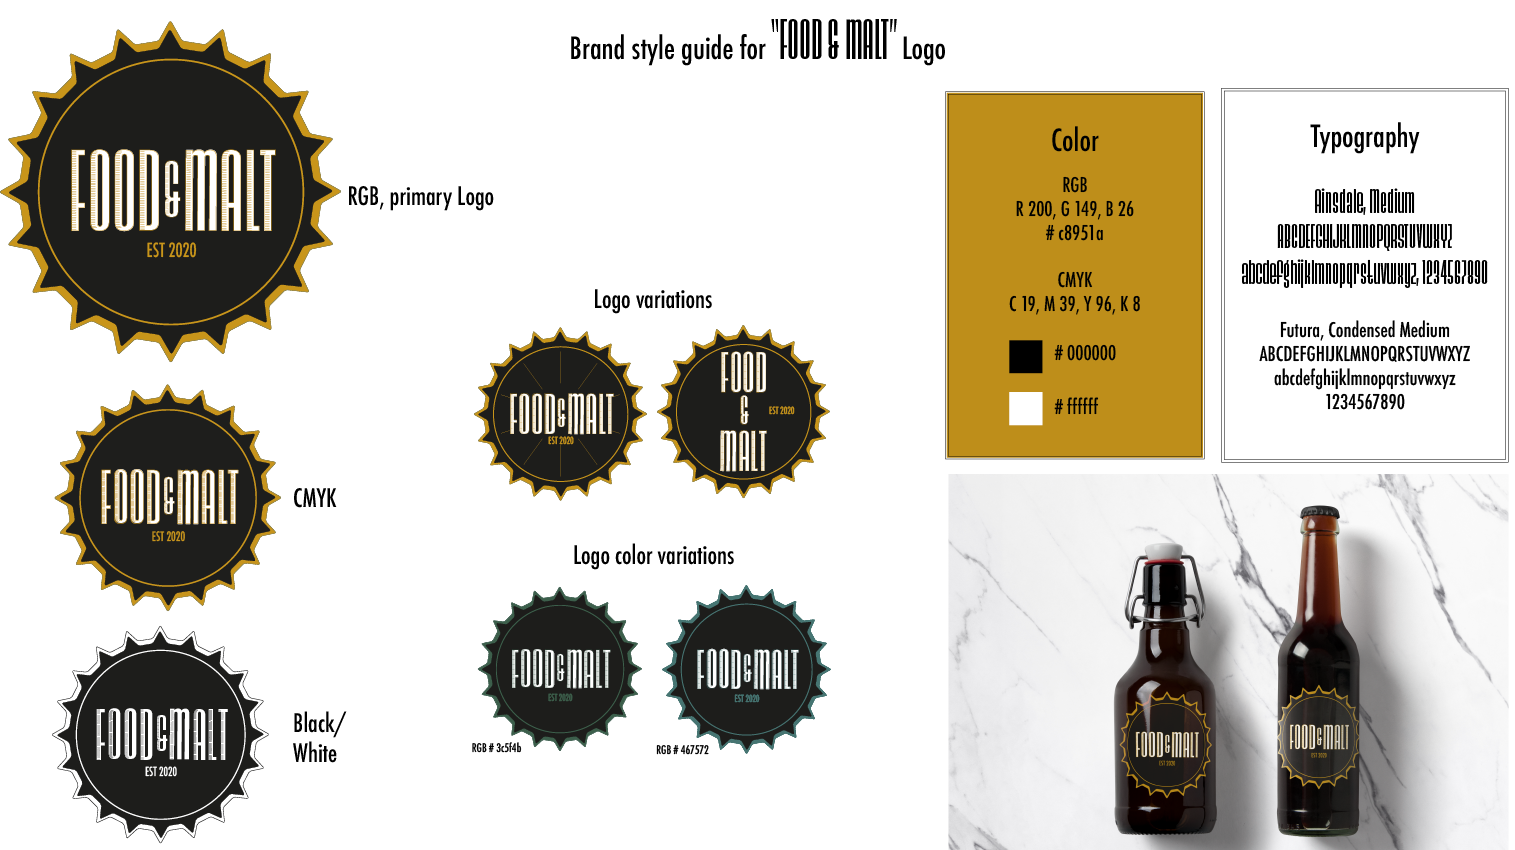 Brand style guide for "FOOD & MALT" Logo
FOOD & MALT
EST 2020
RGB, primary Logo
FOOD & MALT
EST 2020
CMYK
FOOD & MALT
EST 2020
Black/
White
Logo variations
FOOD & MALT
EST 2020
FOOD
&
EST 2020
MALT
Logo color variations
FOOD & MALT
EST 2020
RGB # 3c5f4b
FOOD & MALT
EST 2020
RGB # 467572
Color
RGB
R 200, G 149, B 26
# c8951a
CMYK
C 19, M 39, Y 96, K 8
# 000000
# ffffff
Typography
Ainsdale, Medium
ABCDEFGHIJKLMNOPQRSTUVWXYZ
abcdefghijklmnopqrstuvwxyz, 1234567890
Futura, Condensed Medium
ABCDEFGHIJKLMNOPQRSTUVWXYZ
abcdefghijklmnopqrstuvwxyz
1234567890
FOOD & MALT
EST 2020
FOOD & MALT
EST 2020